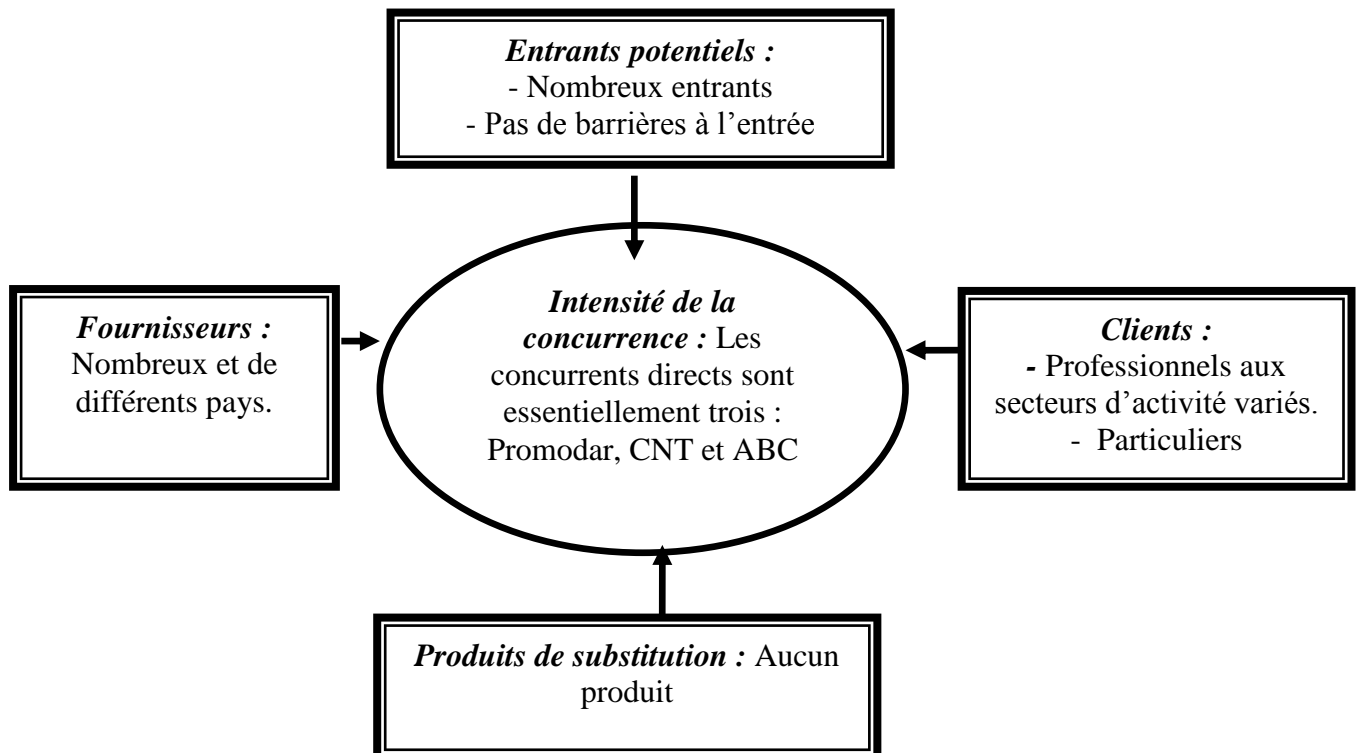 Entrants potentiels :
- Nombreux entrants
- Pas de barrières à l’entrée
Fournisseurs :
Nombreux et de
différents pays.
Intensité de la
concurrence : Les
concurrents directs sont
essentiellement trois :
Promodar, CNT et ABC
Clients :
- Professionnels aux
secteurs d’activité variés.
- Particuliers
Produits de substitution : Aucun
produit